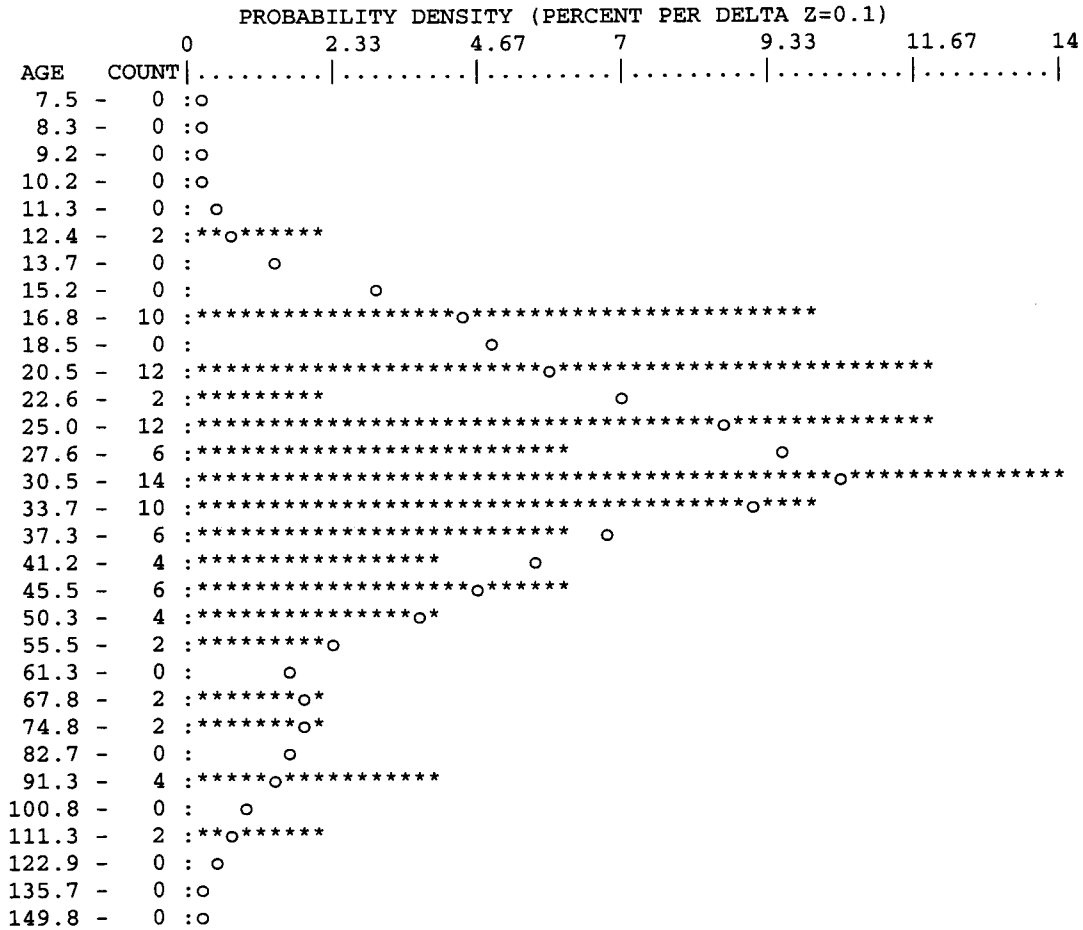 PROBABILITY DENSITY (PERCENT PER DELTA Z=0.1)
0 2.33 4.67 7 9.33 11.67 14
AGE COUNT|.........|.........|.........|.........|.........|.........|
7.5 - 0 :o
8.3 - 0 :o
9.2 - 0 :o
10.2 - 0 :o
11.3 - 0 : o
12.4 - 2 :**o******
13.7 - 0 : o
15.2 - 0 : o
16.8 - 10 :******************o************************
18.5 - 0 : o
20.5 - 12 :************************o**************************
22.6 - 2 :********* o
25.0 - 12 :************************************o**************
27.6 - 6 :************************** o
30.5 - 14 :********************************************o***************
33.7 - 10 :**************************************o****
37.3 - 6 :************************** o
41.2 - 4 :***************** o
45.5 - 6 :*******************o******
50.3 - 4 :***************o*
55.5 - 2 :*********o
61.3 - 0 : o
67.8 - 2 :*******o*
74.8 - 2 :*******o*
82.7 - 0 : o
91.3 - 4 :*****o***********
100.8 - 0 : o
111.3 - 2 :**o******
122.9 - 0 : o
135.7 - 0 :o
149.8 - 0 :o